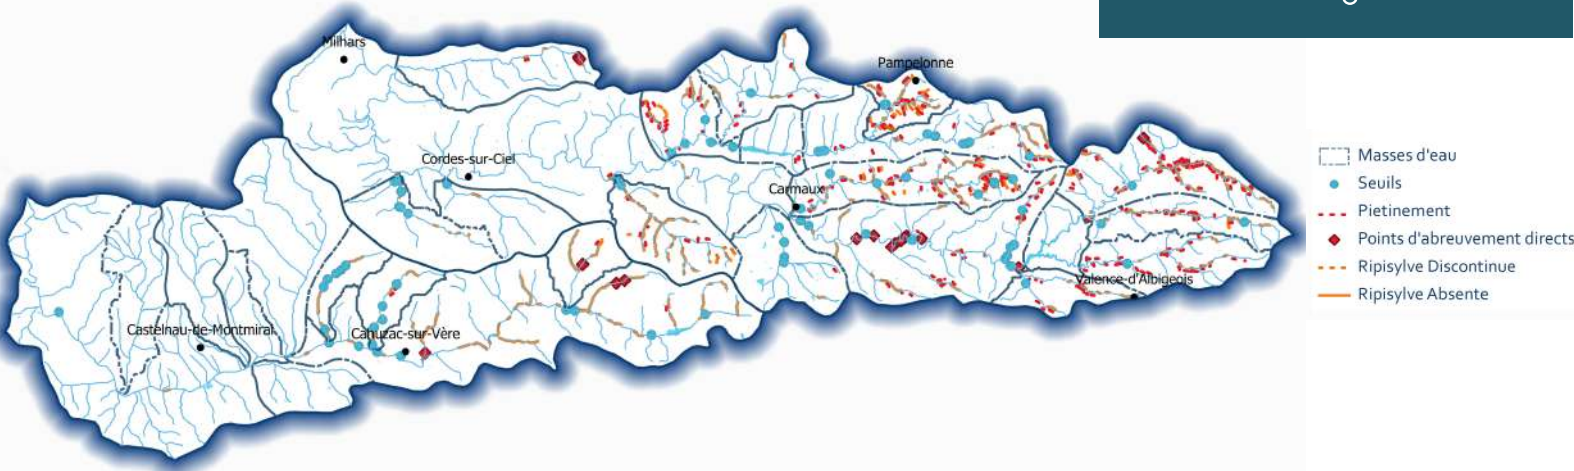 Milhars
Pampelonne
Cordes-sur-Ciel
Carmaux
Valence-d'Albigeois
Castelnau-de-Montmiral
Cahuzac-sur-Vère
Masses d'eau
Seuils
Pietinement
Points d'abreuvement directs
Ripisylve Discontinue
Ripisylve Absente